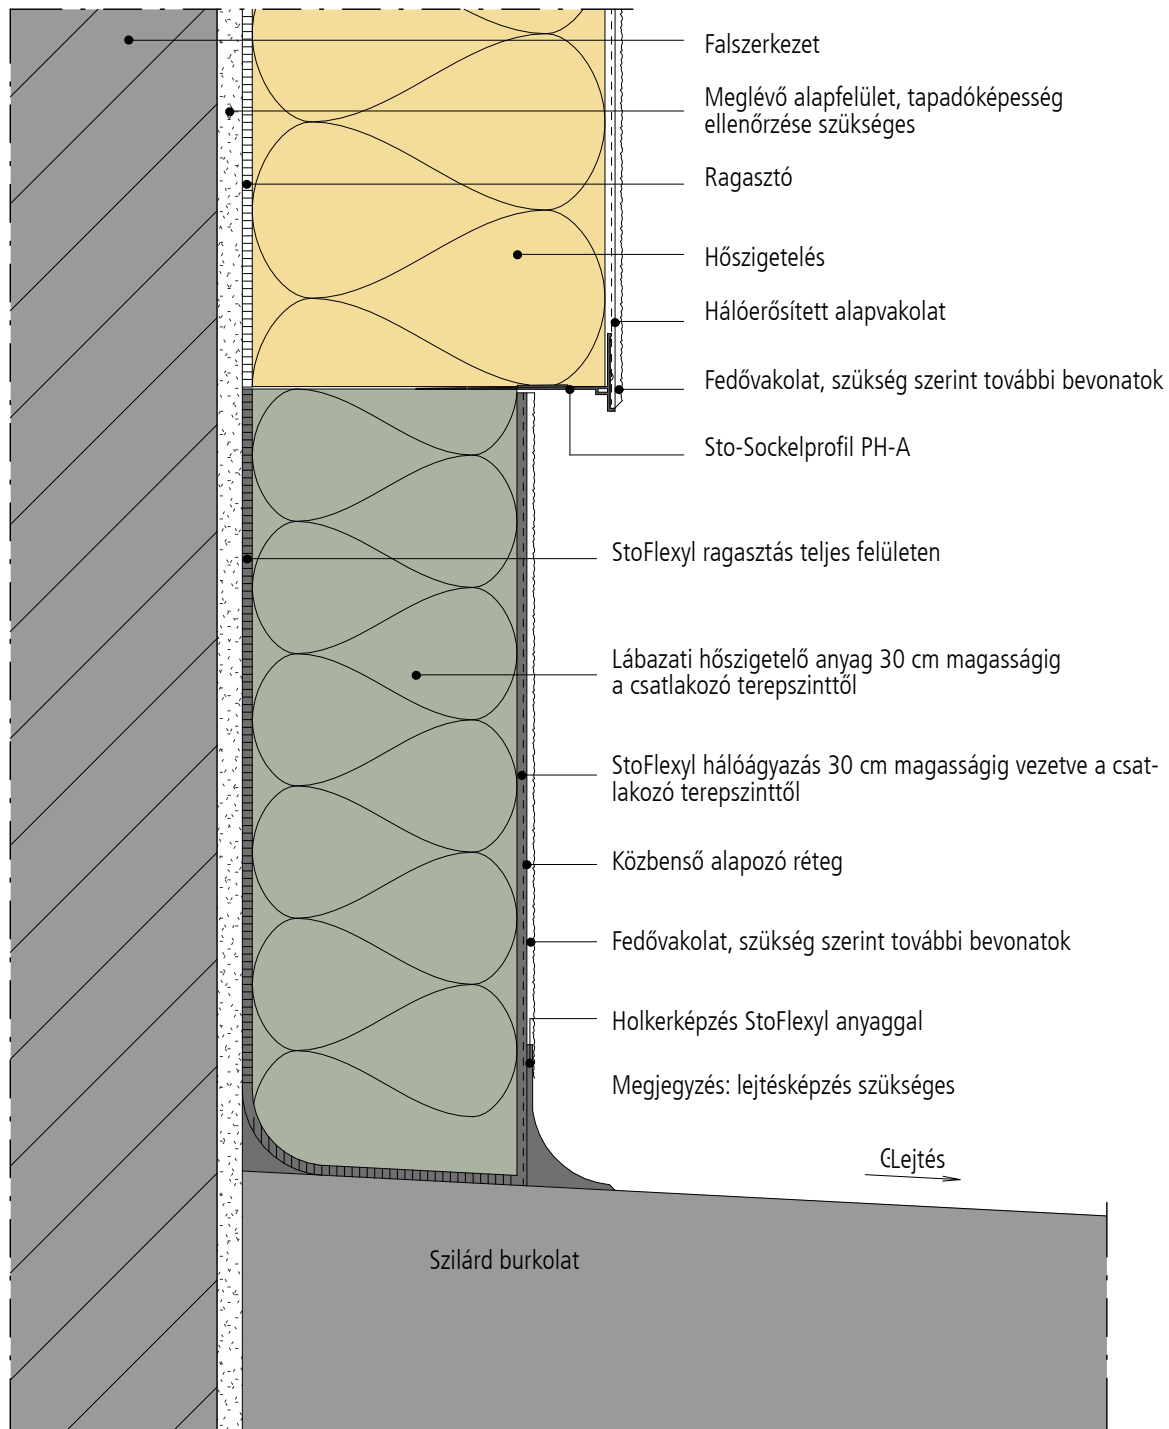 Falszerkezet
Meglévő alapfelület, tapadóképesség
ellenőrzése szükséges
Ragasztó
Hőszigetelés
Hálóerősített alapvakolat
Fedővakolat, szükség szerint további bevonatok
Sto-Sockelprofil PH-A
StoFlexyl ragasztás teljes felületen
Lábazati hőszigetelő anyag 30 cm magasságig
a csatlakozó terepszinttől
StoFlexyl hálóágyazás 30 cm magasságig vezetve a csat-
lakozó terepszinttől
Közbenső alapozó réteg
Fedővakolat, szükség szerint további bevonatok
Holkerképzés StoFlexyl anyaggal
Megjegyzés: lejtésképzés szükséges
Lejtés
Szilárd burkolat